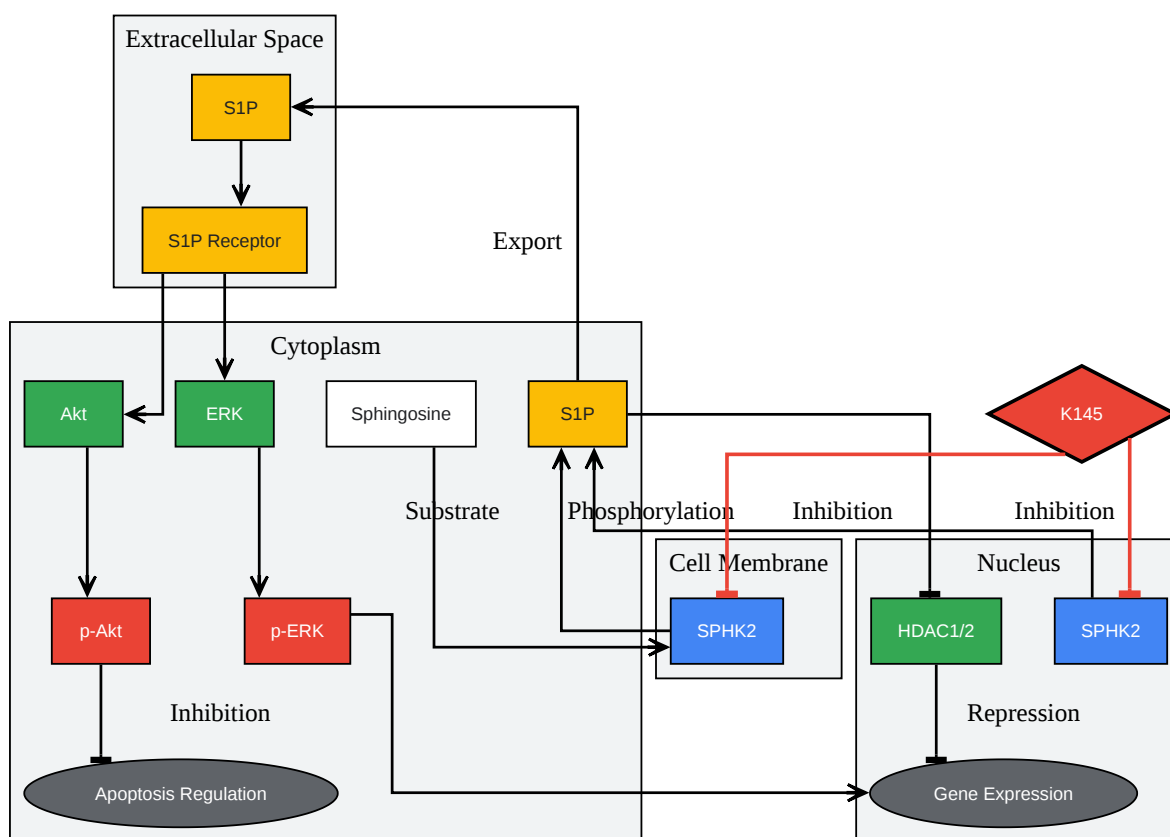 Extracellular Space
S1P
S1P Receptor
Export
Cytoplasm
Akt
ERK
Sphingosine
S1P
K145
Substrate
Phosphorylation
Inhibition
Inhibition
Cell Membrane
Nucleus
p-Akt
p-ERK
SPHK2
HDAC1/2
SPHK2
Inhibition
Repression
Apoptosis Regulation
Gene Expression